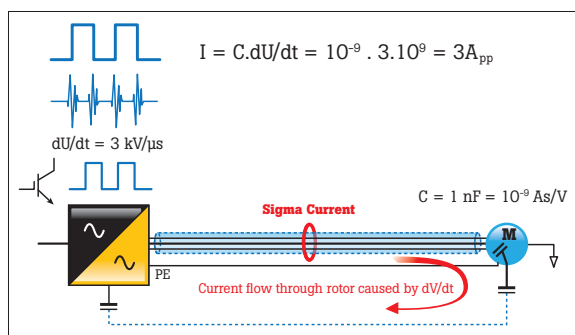 I = C.dU/dt = 10⁻⁹ . 3.10⁹ = 3Aₚₚ
dU/dt = 3 kV/µs
C = 1 nF = 10⁻⁹ As/V
Sigma Current
M
PE
Current flow through rotor caused by dV/dt